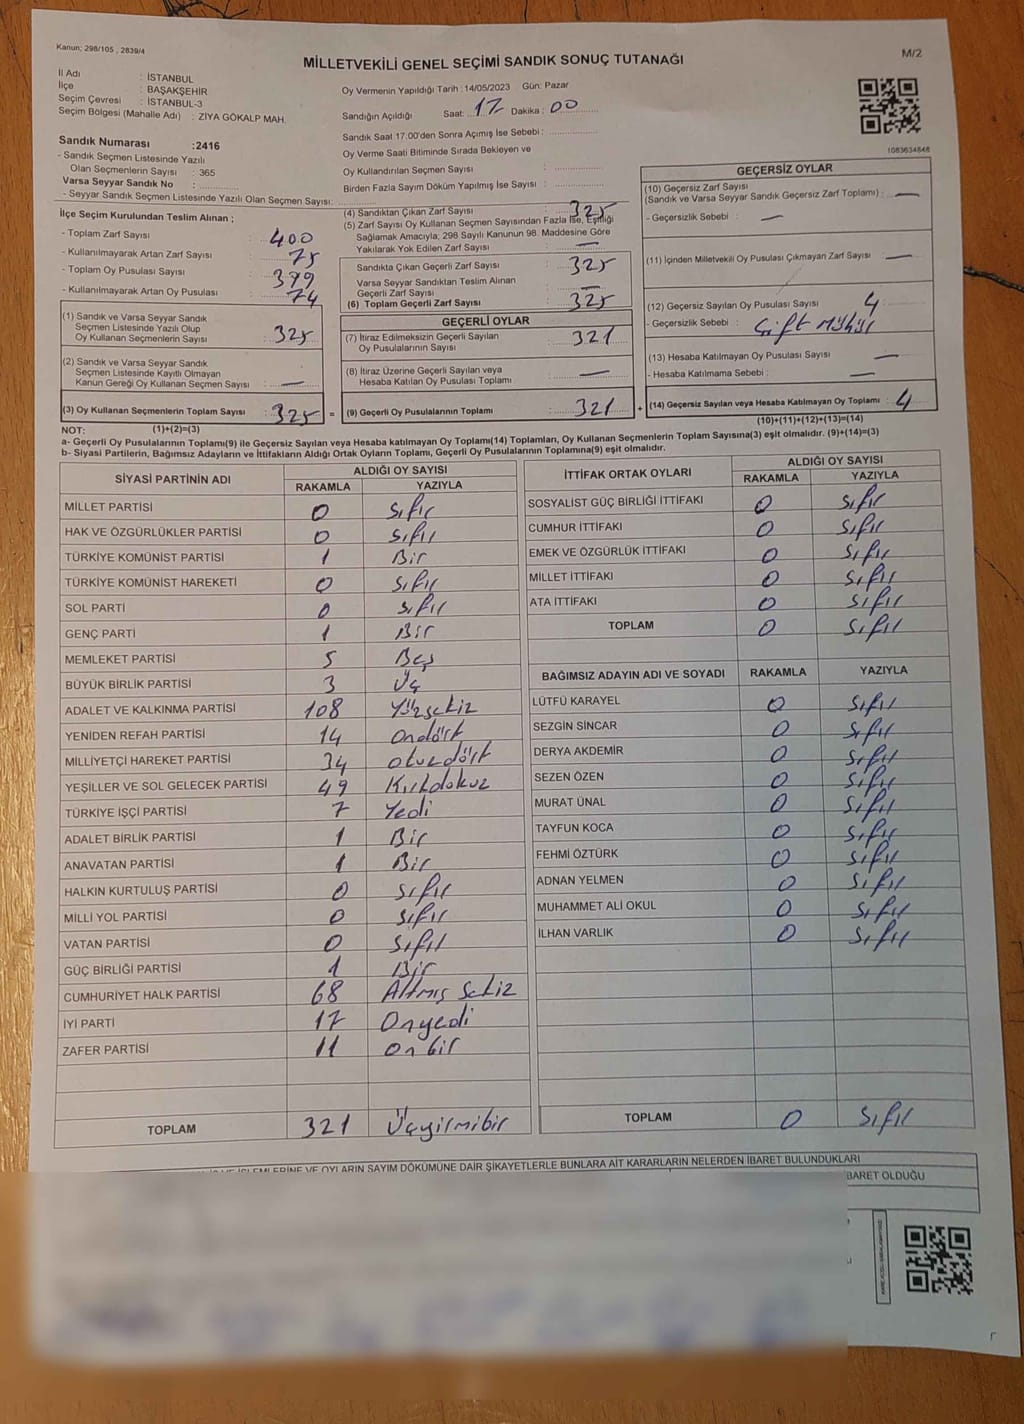 Kanun; 298/105 , 2839/4
M/2
MİLLETVEKİLİ GENEL SEÇİMİ SANDIK SONUÇ TUTANAĞI
İl Adı : İSTANBUL
İlçe : BAŞAKŞEHİR
Seçim Çevresi : İSTANBUL-3
Seçim Bölgesi (Mahalle Adı) : ZİYA GÖKALP MAH.
Oy Vermenin Yapıldığı Tarih : 14/05/2023 Gün: Pazar
Sandığın Açıldığı Saat: 17 Dakika : 00
Sandık Saat 17.00'den Sonra Açımış İse Sebebi :
Oy Verme Saati Bitiminde Sırada Bekleyen ve
Oy Kullandırılan Seçmen Sayısı :
Birden Fazla Sayım Döküm Yapılmış İse Sayısı :
1083634848
Sandık Numarası : 2416
- Sandık Seçmen Listesinde Yazılı
Olan Seçmenlerin Sayısı : 365
Varsa Seyyar Sandık No :
- Seyyar Sandık Seçmen Listesinde Yazılı Olan Seçmen Sayısı:
İlçe Seçim Kurulundan Teslim Alınan ;
- Toplam Zarf Sayısı : 400
- Kullanılmayarak Artan Zarf Sayısı : 75
- Toplam Oy Pusulası Sayısı : 399
- Kullanılmayarak Artan Oy Pusulası : 74
(1) Sandık ve Varsa Seyyar Sandık
Seçmen Listesinde Yazılı Olup
Oy Kullanan Seçmenlerin Sayısı : 325
(2) Sandık ve Varsa Seyyar Sandık
Seçmen Listesinde Kayıtlı Olmayan
Kanun Gereği Oy Kullanan Seçmen Sayısı : —
(3) Oy Kullanan Seçmenlerin Toplam Sayısı : 325 =
(1)+(2)=(3)
(4) Sandıktan Çıkan Zarf Sayısı : 325
(5) Zarf Sayısı Oy Kullanan Seçmen Sayısından Fazla İse, Eşitliği
Sağlamak Amacıyla; 298 Sayılı Kanunun 98. Maddesine Göre
Yakılarak Yok Edilen Zarf Sayısı : —
Sandıkta Çıkan Geçerli Zarf Sayısı : 325
Varsa Seyyar Sandıktan Teslim Alınan
Geçerli Zarf Sayısı : —
(6) Toplam Geçerli Zarf Sayısı : 325
GEÇERLİ OYLAR
(7) İtiraz Edilmeksizin Geçerli Sayılan
Oy Pusulalarının Sayısı : 321
(8) İtiraz Üzerine Geçerli Sayılan veya
Hesaba Katılan Oy Pusulası Toplamı : —
(9) Geçerli Oy Pusulalarının Toplamı : 321 +
GEÇERSİZ OYLAR
(10) Geçersiz Zarf Sayısı
(Sandık ve Varsa Seyyar Sandık Geçersiz Zarf Toplamı) : —
- Geçersizlik Sebebi : —
(11) İçinden Milletvekili Oy Pusulası Çıkmayan Zarf Sayısı : —
(12) Geçersiz Sayılan Oy Pusulası Sayısı : 4
- Geçersizlik Sebebi : Çift Mühür
(13) Hesaba Katılmayan Oy Pusulası Sayısı : —
- Hesaba Katılmama Sebebi : —
(14) Geçersiz Sayılan veya Hesaba Katılmayan Oy Toplamı : 4
(10)+(11)+(12)+(13)=(14)
NOT:
a- Geçerli Oy Pusulalarının Toplamı(9) ile Geçersiz Sayılan veya Hesaba katılmayan Oy Toplamı(14) Toplamları, Oy Kullanan Seçmenlerin Toplam Sayısına(3) eşit olmalıdır. (9)+(14)=(3)
b- Siyasi Partilerin, Bağımsız Adayların ve İttifakların Aldığı Ortak Oyların Toplamı, Geçerli Oy Pusulalarının Toplamına(9) eşit olmalıdır.
SİYASİ PARTİNİN ADI ALDIĞI OY SAYISI
RAKAMLA YAZIYLA
MİLLET PARTİSİ 0 Sıfır
HAK VE ÖZGÜRLÜKLER PARTİSİ 0 Sıfır
TÜRKİYE KOMÜNİST PARTİSİ 1 Bir
TÜRKİYE KOMÜNİST HAREKETİ 0 Sıfır
SOL PARTİ 0 Sıfır
GENÇ PARTİ 1 Bir
MEMLEKET PARTİSİ 5 Beş
BÜYÜK BİRLİK PARTİSİ 3 Üç
ADALET VE KALKINMA PARTİSİ 108 Yüzsekiz
YENİDEN REFAH PARTİSİ 14 Ondört
MİLLİYETÇİ HAREKET PARTİSİ 34 Otuzdört
YEŞİLLER VE SOL GELECEK PARTİSİ 49 Kırkdokuz
TÜRKİYE İŞÇİ PARTİSİ 7 Yedi
ADALET BİRLİK PARTİSİ 1 Bir
ANAVATAN PARTİSİ 1 Bir
HALKIN KURTULUŞ PARTİSİ 0 Sıfır
MİLLİ YOL PARTİSİ 0 Sıfır
VATAN PARTİSİ 0 Sıfır
GÜÇ BİRLİĞİ PARTİSİ 1 Bir
CUMHURİYET HALK PARTİSİ 68 Altmış Sekiz
İYİ PARTİ 17 Onyedi
ZAFER PARTİSİ 11 On bir
TOPLAM 321 Üçyirmibir
İTTİFAK ORTAK OYLARI ALDIĞI OY SAYISI
RAKAMLA YAZIYLA
SOSYALİST GÜÇ BİRLİĞİ İTTİFAKI 0 Sıfır
CUMHUR İTTİFAKI 0 Sıfır
EMEK VE ÖZGÜRLÜK İTTİFAKI 0 Sıfır
MİLLET İTTİFAKI 0 Sıfır
ATA İTTİFAKI 0 Sıfır
TOPLAM 0 Sıfır
BAĞIMSIZ ADAYIN ADI VE SOYADI RAKAMLA YAZIYLA
LÜTFÜ KARAYEL 0 Sıfır
SEZGİN SİNCAR 0 Sıfır
DERYA AKDEMİR 0 Sıfır
SEZEN ÖZEN 0 Sıfır
MURAT ÜNAL 0 Sıfır
TAYFUN KOCA 0 Sıfır
FEHMİ ÖZTÜRK 0 Sıfır
ADNAN YELMEN 0 Sıfır
MUHAMMET ALİ OKUL 0 Sıfır
İLHAN VARLIK 0 Sıfır
TOPLAM 0 Sıfır
VE OYLARIN SAYIM DÖKÜMÜNE DAİR ŞİKAYETLERLE BUNLARA AİT KARARLARIN NELERDEN İBARET BULUNDUKLARI
BARET OLDUĞU